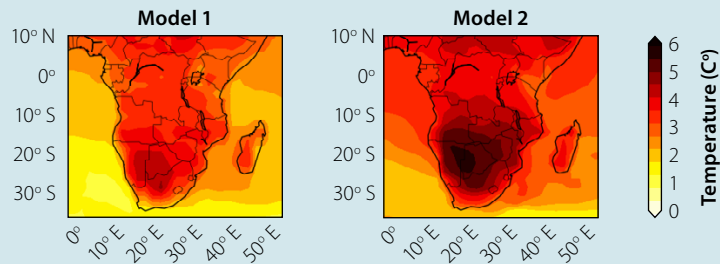 Model 1
10° N
0°
10° S
20° S
30° S
0°
10° E
20° E
30° E
40° E
50° E
Model 2
10° N
0°
10° S
20° S
30° S
0°
10° E
20° E
30° E
40° E
50° E
6
5
4
3
2
1
0
Temperature (C°)